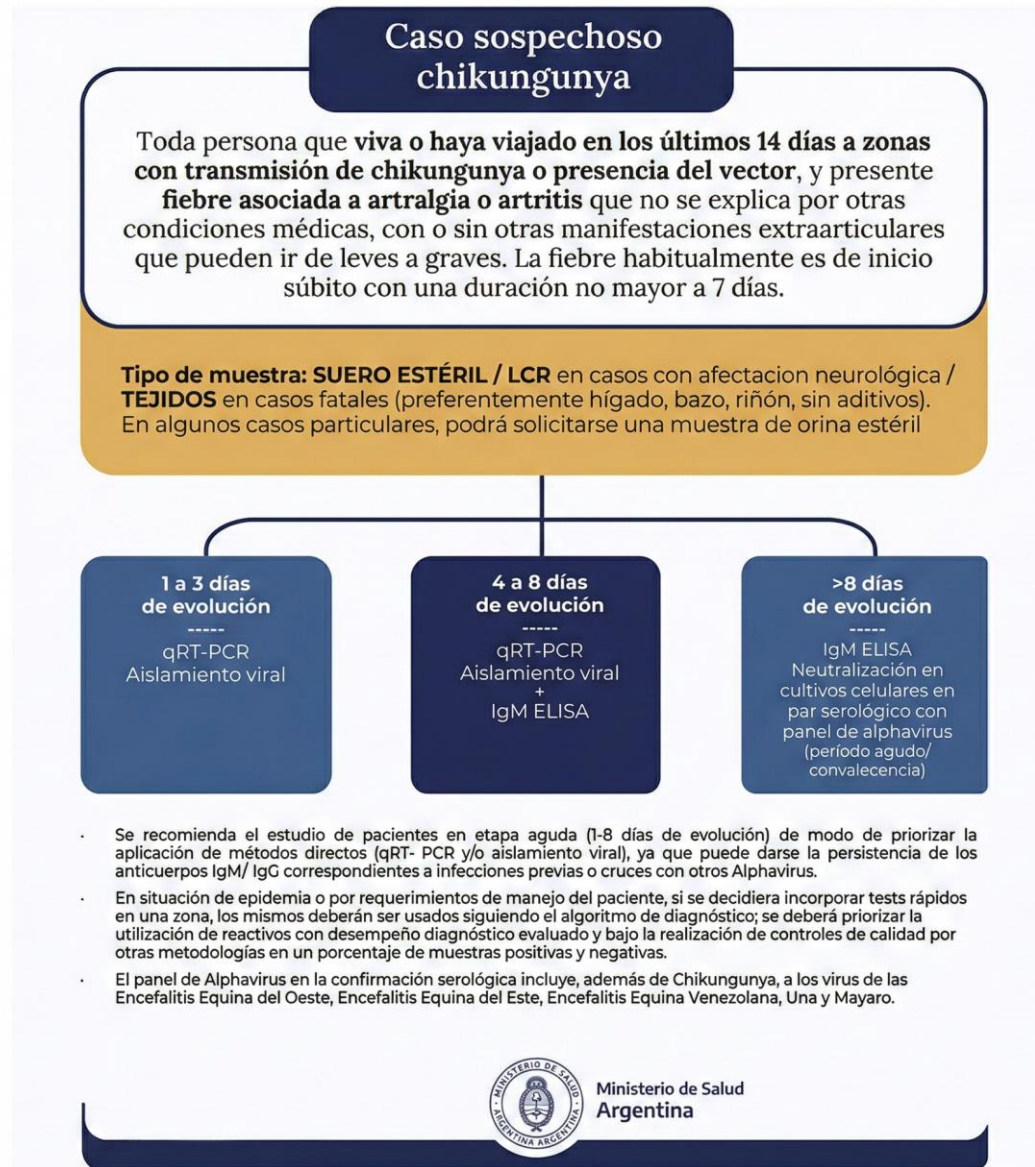 Caso sospechoso
chikungunya
Toda persona que viva o haya viajado en los últimos 14 días a zonas
con transmisión de chikungunya o presencia del vector, y presente
fiebre asociada a artralgia o artritis que no se explica por otras
condiciones médicas, con o sin otras manifestaciones extraarticulares
que pueden ir de leves a graves. La fiebre habitualmente es de inicio
súbito con una duración no mayor a 7 días.
Tipo de muestra: SUERO ESTÉRIL / LCR en casos con afectacion neurológica /
TEJIDOS en casos fatales (preferentemente hígado, bazo, riñón, sin aditivos).
En algunos casos particulares, podrá solicitarse una muestra de orina estéril
1 a 3 días
de evolución
-----
qRT-PCR
Aislamiento viral
4 a 8 días
de evolución
-----
qRT-PCR
Aislamiento viral
+
IgM ELISA
>8 días
de evolución
-----
IgM ELISA
Neutralización en
cultivos celulares en
par serológico con
panel de alphavirus
(período agudo/
convalecencia)
· Se recomienda el estudio de pacientes en etapa aguda (1-8 días de evolución) de modo de priorizar la
aplicación de métodos directos (qRT- PCR y/o aislamiento viral), ya que puede darse la persistencia de los
anticuerpos IgM/ IgG correspondientes a infecciones previas o cruces con otros Alphavirus.
· En situación de epidemia o por requerimientos de manejo del paciente, si se decidiera incorporar tests rápidos
en una zona, los mismos deberán ser usados siguiendo el algoritmo de diagnóstico; se deberá priorizar la
utilización de reactivos con desempeño diagnóstico evaluado y bajo la realización de controles de calidad por
otras metodologías en un porcentaje de muestras positivas y negativas.
· El panel de Alphavirus en la confirmación serológica incluye, además de Chikungunya, a los virus de las
Encefalitis Equina del Oeste, Encefalitis Equina del Este, Encefalitis Equina Venezolana, Una y Mayaro.
MINISTERIO DE SALUD
ARGENTINA ARGENTINA
Ministerio de Salud
Argentina